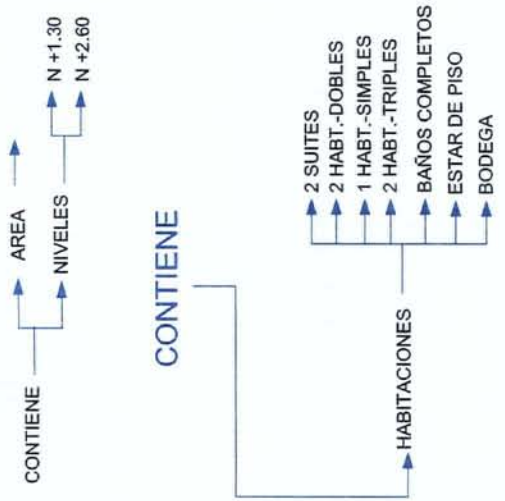 CONTIENE
AREA
NIVELES
N +1.30
N +2.60
CONTIENE
HABITACIONES
2 SUITES
2 HABT.-DOBLES
1 HABT.-SIMPLES
2 HABT.-TRIPLES
BAÑOS COMPLETOS
ESTAR DE PISO
BODEGA